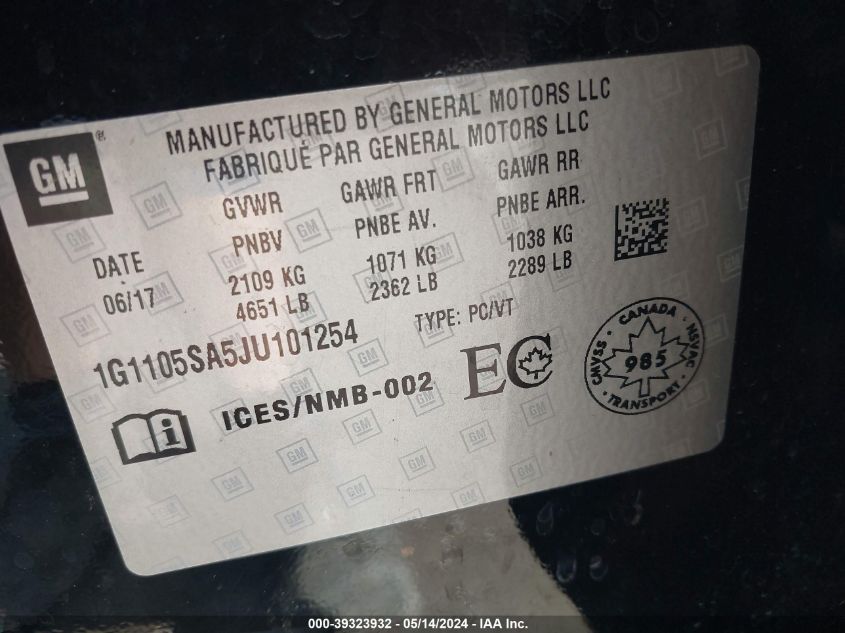 GM®
MANUFACTURED BY GENERAL MOTORS LLC
FABRIQUÉ PAR GENERAL MOTORS LLC
DATE
06/17
GVWR
PNBV
2109 KG
4651 LB
GAWR FRT
PNBE AV.
1071 KG
2362 LB
GAWR RR
PNBE ARR.
1038 KG
2289 LB
1G1105SA5JU101254
TYPE: PC/VT
i ICES/NMB-002
EC
CMVSS · CANADA · NSVAC · TRANSPORT ·
985
000-39323932 / 05/14/2024 - IAA Inc.